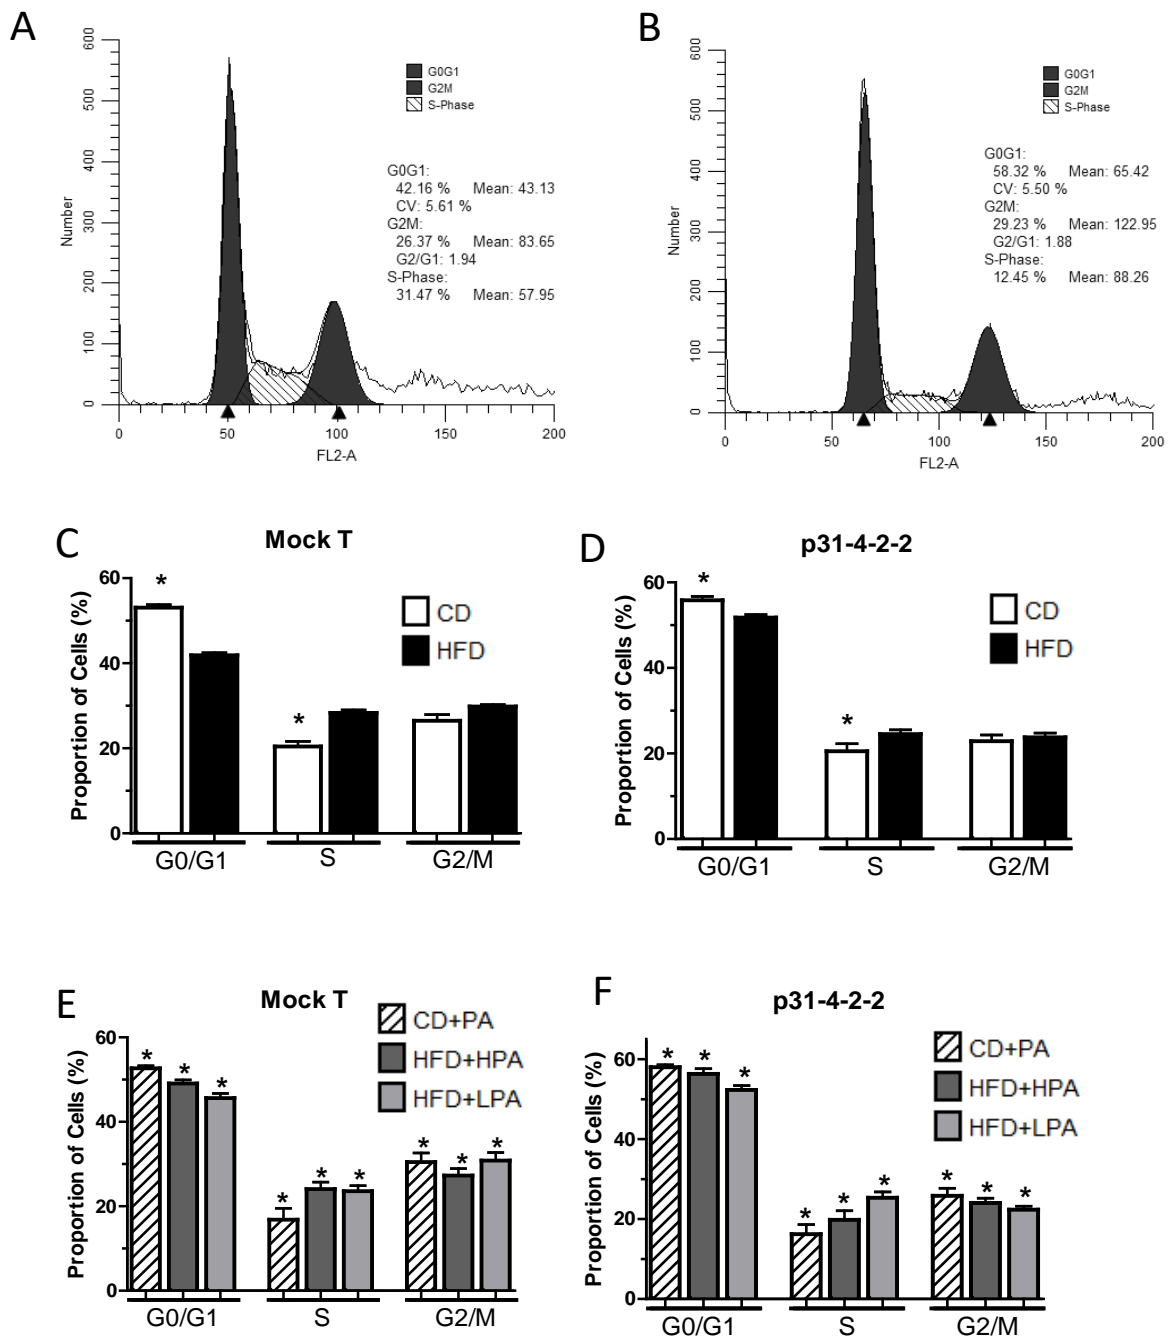 A
600
500
400
300
200
100
0
Number
0 50 100 150 200
FL2-A
G0G1
G2M
S-Phase
G0G1:
42.16 % Mean: 43.13
CV: 5.61 %
G2M:
26.37 % Mean: 83.65
G2/G1: 1.94
S-Phase:
31.47 % Mean: 57.95
B
600
500
400
300
200
100
0
Number
0 50 100 150 200
FL2-A
G0G1
G2M
S-Phase
G0G1:
58.32 % Mean: 65.42
CV: 5.50 %
G2M:
29.23 % Mean: 122.95
G2/G1: 1.88
S-Phase:
12.45 % Mean: 88.26
C
Mock T
Proportion of Cells (%)
60
40
20
0
*
*
CD
HFD
G0/G1 S G2/M
D
p31-4-2-2
Proportion of Cells (%)
60
40
20
0
*
*
CD
HFD
G0/G1 S G2/M
E
Mock T
Proportion of Cells (%)
60
40
20
0
* * *
* * *
* * *
CD+PA
HFD+HPA
HFD+LPA
G0/G1 S G2/M
F
p31-4-2-2
Proportion of Cells (%)
60
40
20
0
* * *
* * *
* * *
CD+PA
HFD+HPA
HFD+LPA
G0/G1 S G2/M